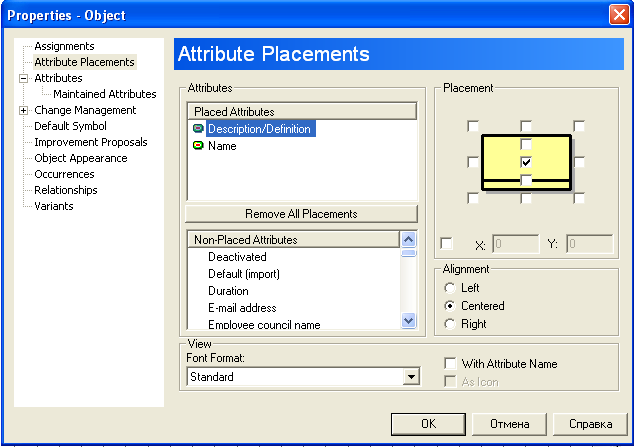 Properties - Object
Assignments
Attribute Placements
Attributes
Maintained Attributes
Change Management
Default Symbol
Improvement Proposals
Object Appearance
Occurrences
Relationships
Variants
Attribute Placements
Attributes
Placed Attributes
Description/Definition
Name
Remove All Placements
Non-Placed Attributes
Deactivated
Default (import)
Duration
E-mail address
Employee council name
Placement
X: 0 Y: 0
Alignment
Left
Centered
Right
View
Font Format:
Standard
With Attribute Name
As Icon
OK Отмена Справка